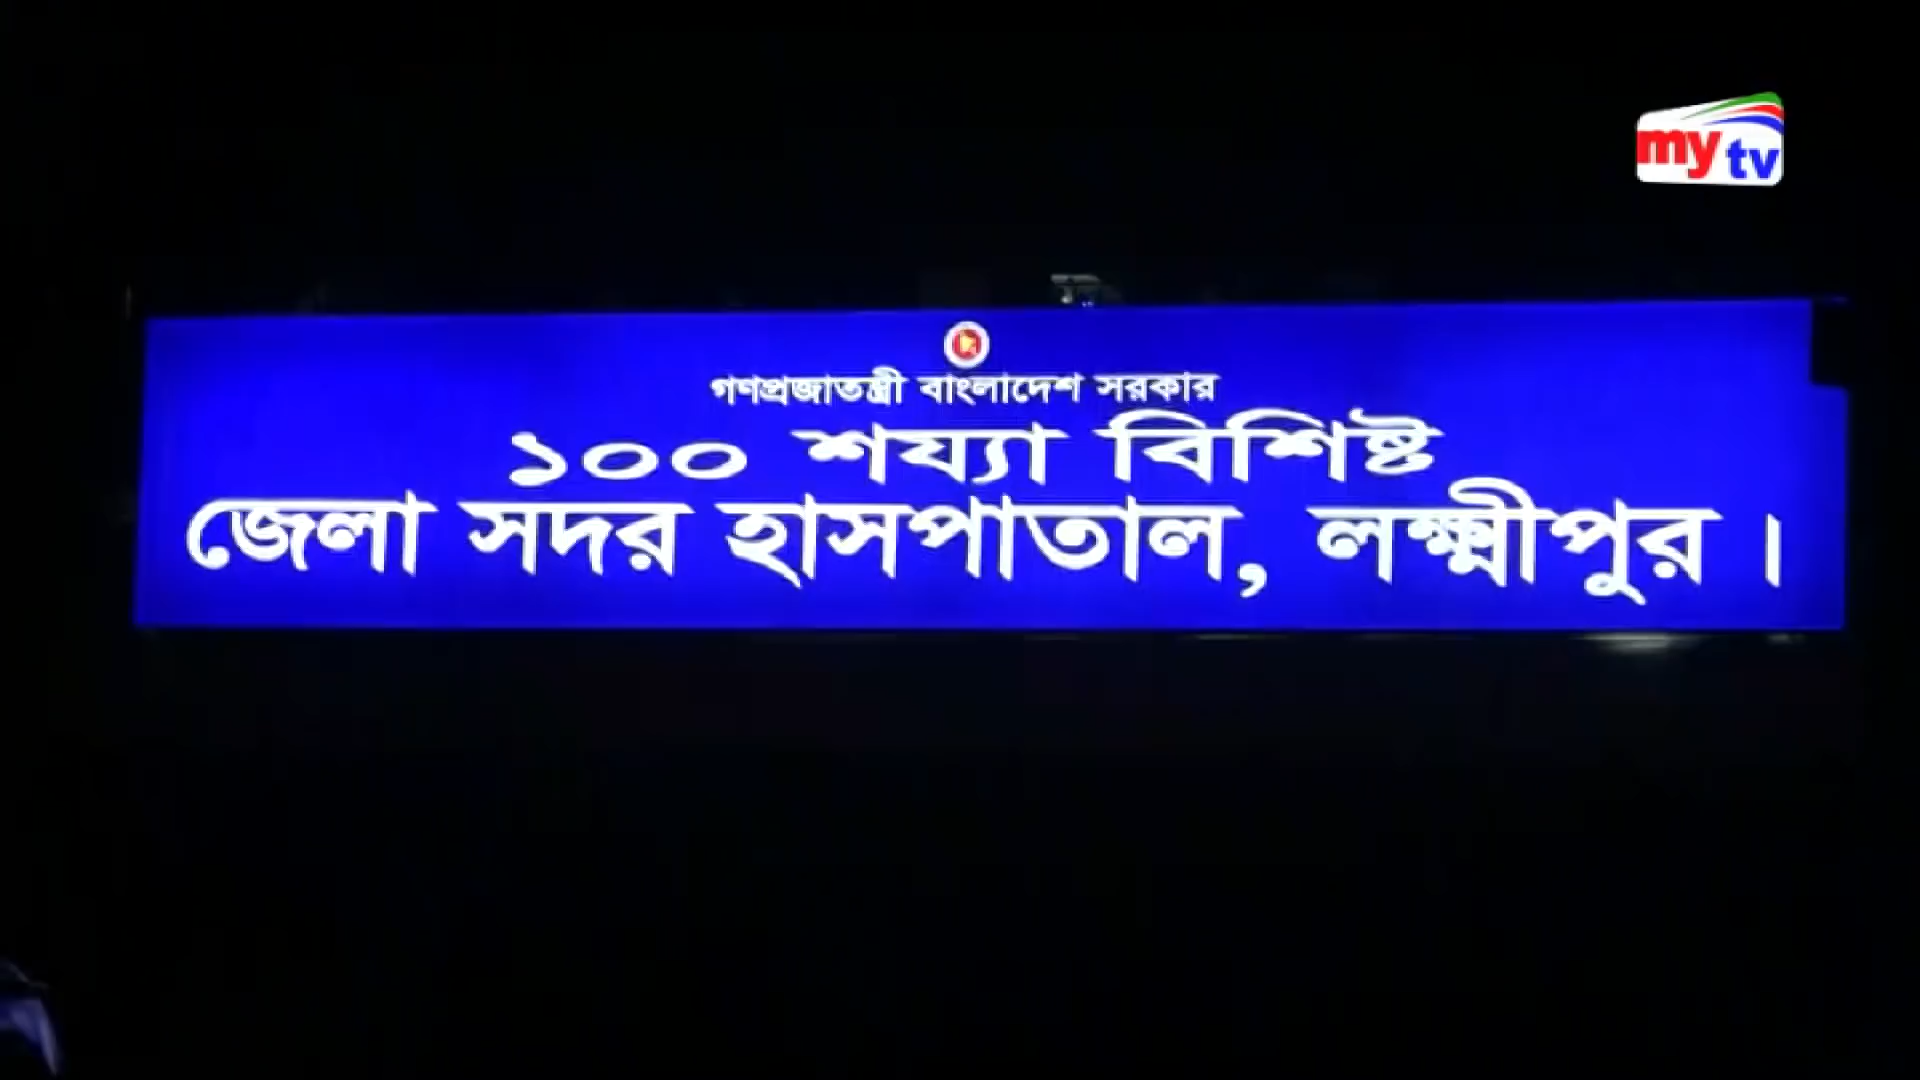 my tv
গণপ্রজাতন্ত্রী বাংলাদেশ সরকার
১০০ শয্যা বিশিষ্ট
জেলা সদর হাসপাতাল, লক্ষ্মীপুর ।